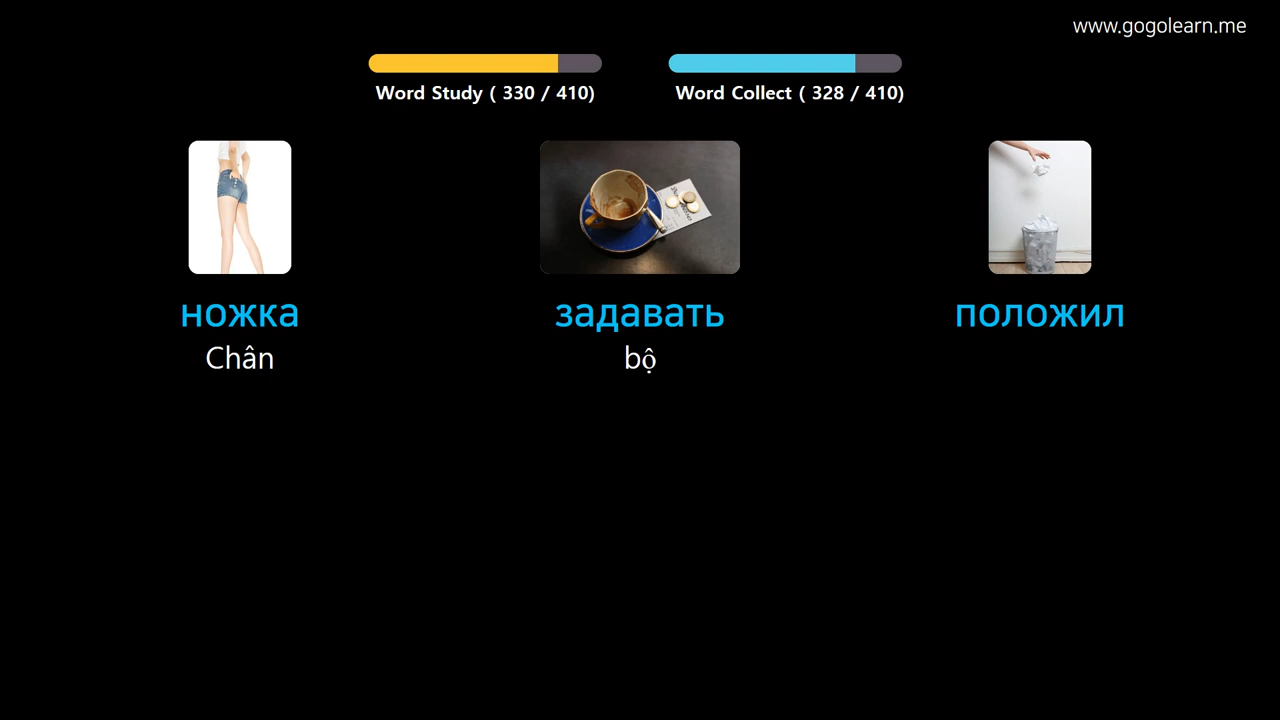 www.gogolearn.me
Word Study ( 330 / 410)
Word Collect ( 328 / 410)
ножка
задавать
положил
Chân
bộ